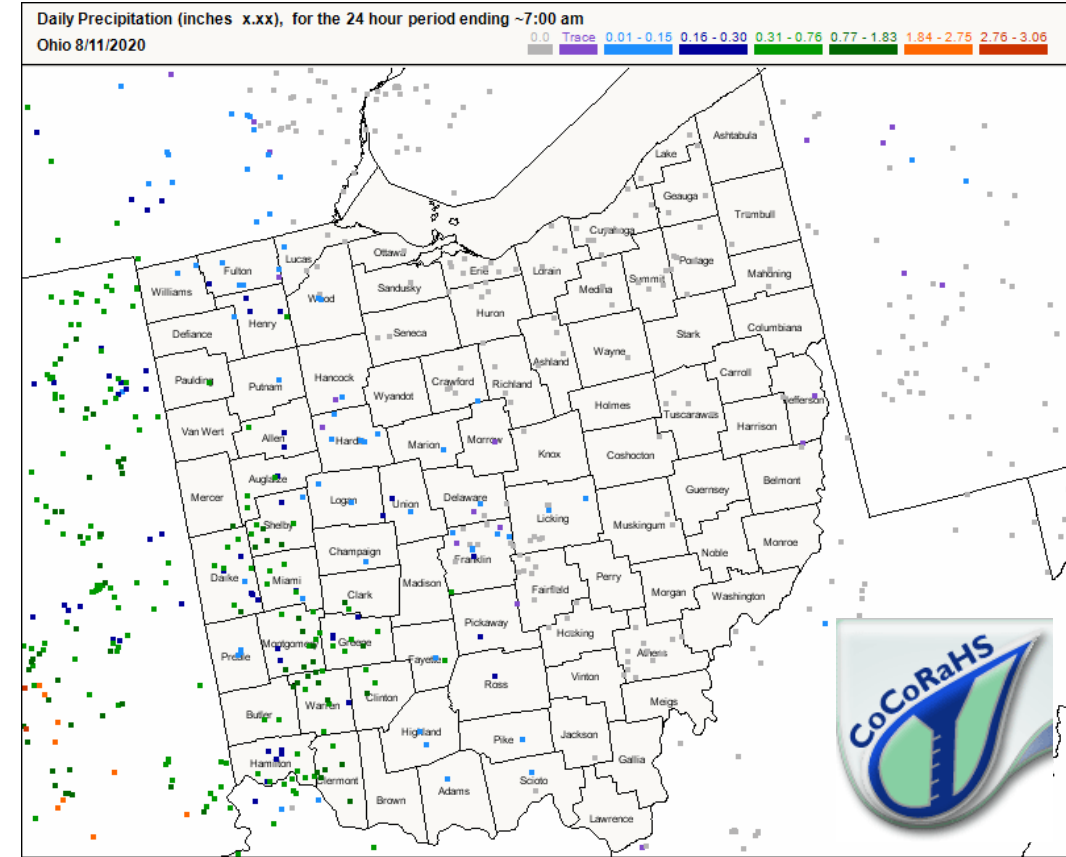 Daily Precipitation (inches x.xx), for the 24 hour period ending ~7:00 am
Ohio 8/11/2020
0.0 Trace 0.01 - 0.15 0.16 - 0.30 0.31 - 0.76 0.77 - 1.83 1.84 - 2.75 2.76 - 3.06
Ashtabula
Lake
Geauga
Trumbull
Cuyahoga
Ottawa
Lucas
Fulton
Williams
Erie
Lorain
Portage
Mahoning
Summit
Medina
Sandusky
Wood
Huron
Henry
Defiance
Seneca
Stark
Columbiana
Wayne
Ashland
Carroll
Paulding
Putnam
Hancock
Crawford
Richland
Wyandot
Jefferson
Holmes
Tuscarawas
Harrison
Van Wert
Allen
Hardin
Marion
Morrow
Knox
Coshocton
Belmont
Auglaize
Mercer
Logan
Union
Delaware
Guernsey
Licking
Muskingum
Shelby
Champaign
Franklin
Noble
Monroe
Darke
Miami
Madison
Clark
Fairfield
Perry
Morgan
Washington
Pickaway
Hocking
Montgomery
Greene
Preble
Fayette
Athens
Ross
Vinton
Clinton
Warren
Butler
Meigs
Highland
Pike
Jackson
Gallia
Hamilton
Clermont
Brown
Adams
Scioto
Lawrence
CoCoRaHS